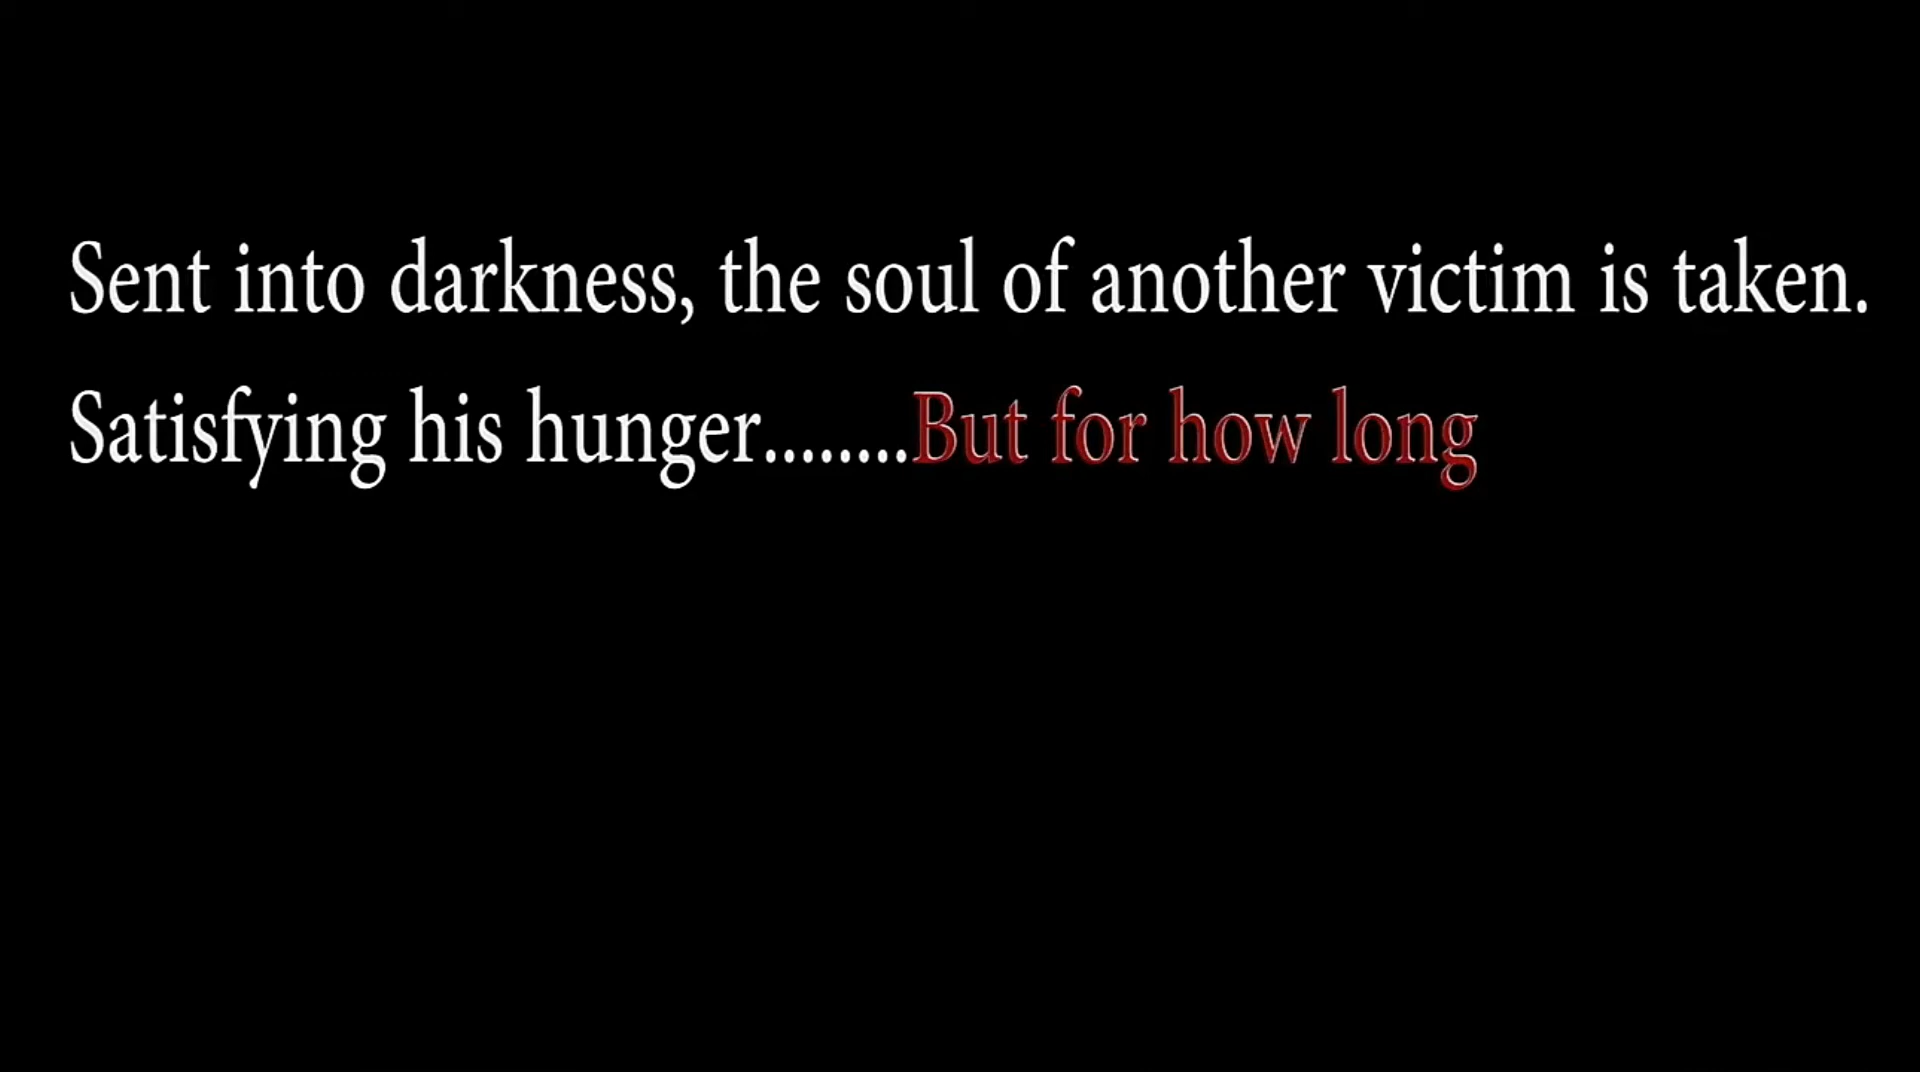 Sent into darkness, the soul of another victim is taken.
Satisfying his hunger........But for how long